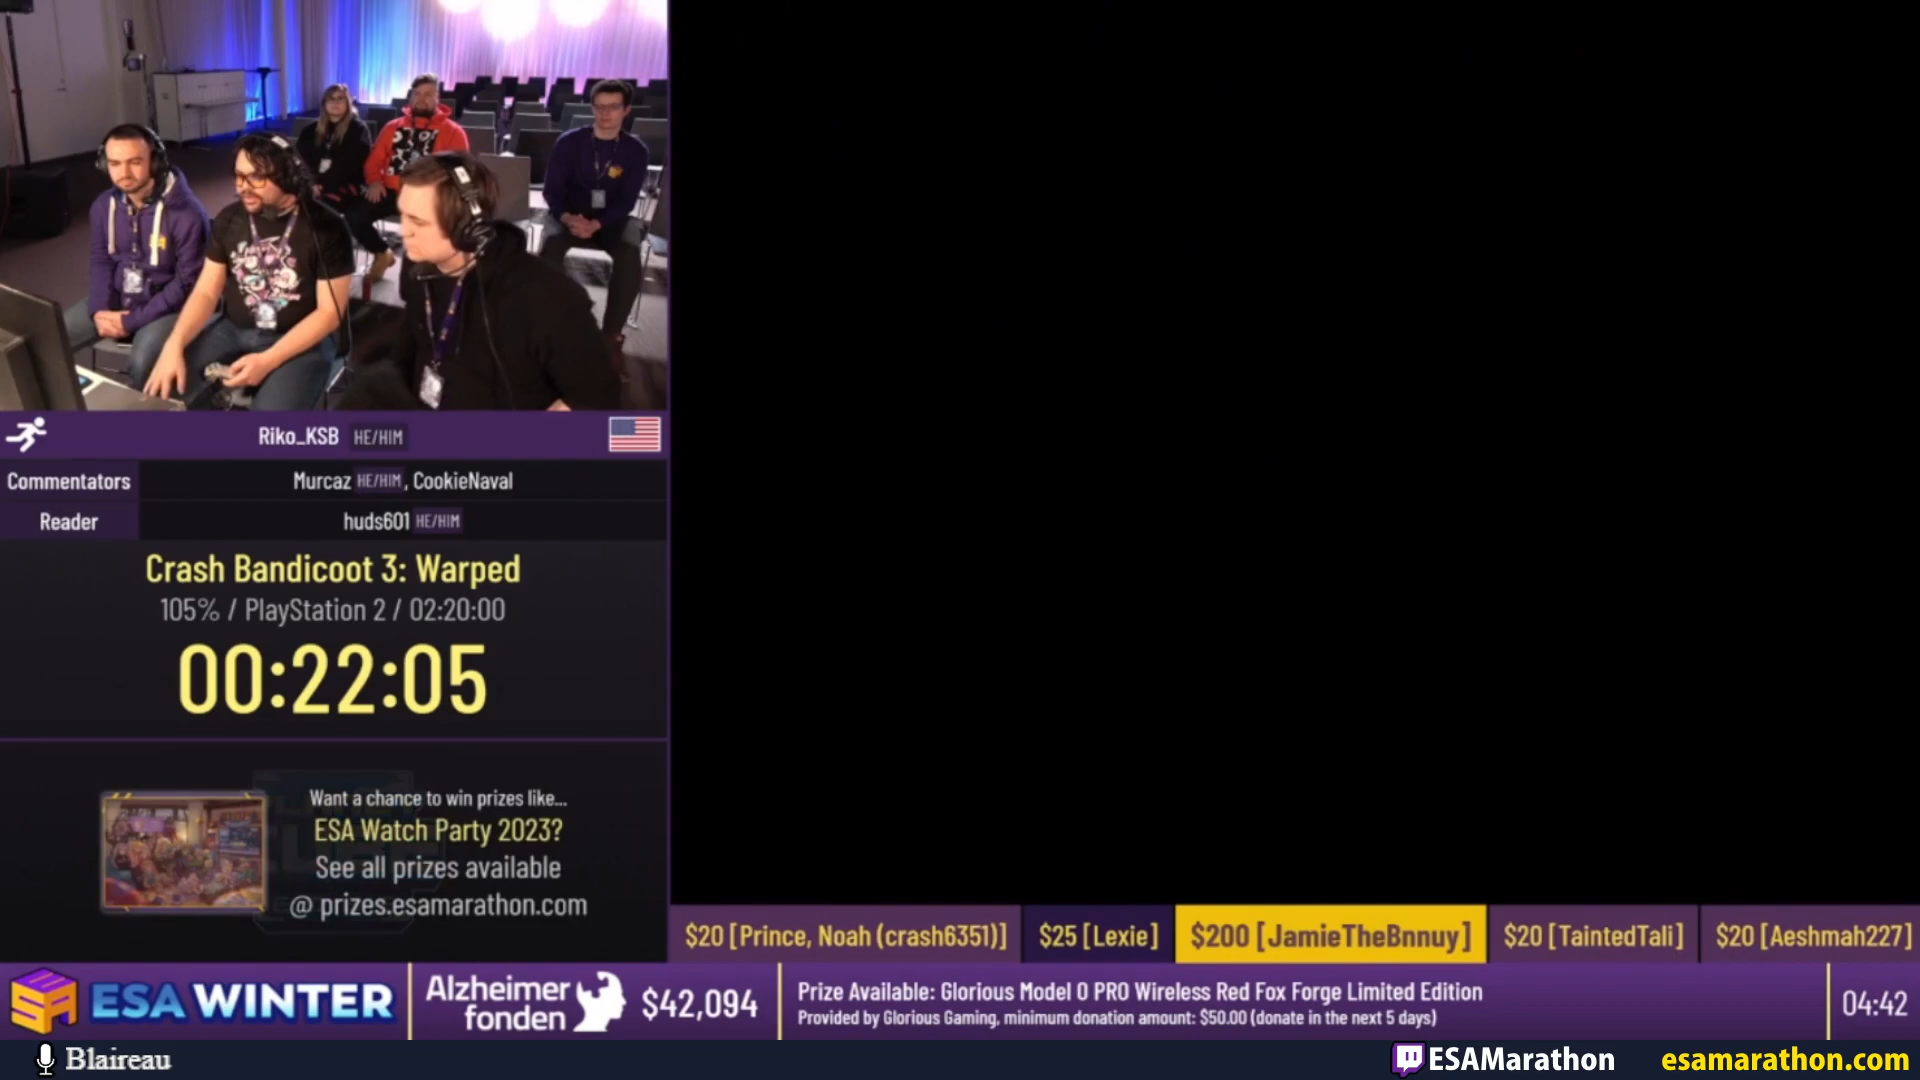 Riko_KSB HE/HIM
Commentators
Murcaz HE/HIM, CookieNaval
Reader
huds601 HE/HIM
Crash Bandicoot 3: Warped
105% / PlayStation 2 / 02:20:00
00:22:05
Want a chance to win prizes like...
ESA Watch Party 2023?
See all prizes available
@ prizes.esamarathon.com
$20 [Prince, Noah (crash6351)]
$25 [Lexie]
$200 [JamieTheBnnuy]
$20 [TaintedTali]
$20 [Aeshmah227]
ESA WINTER
Alzheimer
fonden
$42,094
Prize Available: Glorious Model O PRO Wireless Red Fox Forge Limited Edition
Provided by Glorious Gaming, minimum donation amount: $50.00 (donate in the next 5 days)
04:42
Blaireau
ESAMarathon
esamarathon.com